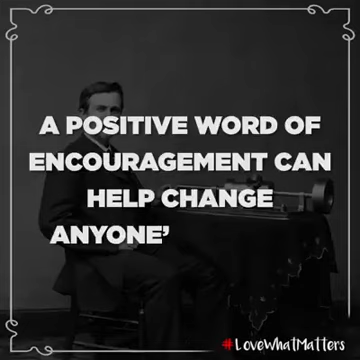 A POSITIVE WORD OF
ENCOURAGEMENT CAN
HELP CHANGE
ANYONE’
#LoveWhatMatters